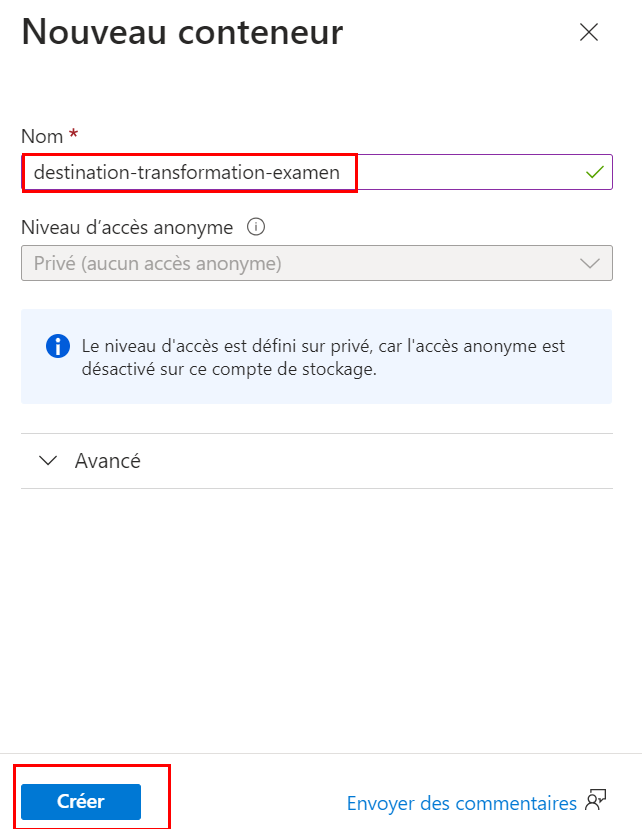 Nouveau conteneur
Nom *
destination-transformation-examen
Niveau d’accès anonyme
Privé (aucun accès anonyme)
Le niveau d'accès est défini sur privé, car l'accès anonyme est
désactivé sur ce compte de stockage.
Avancé
Créer
Envoyer des commentaires